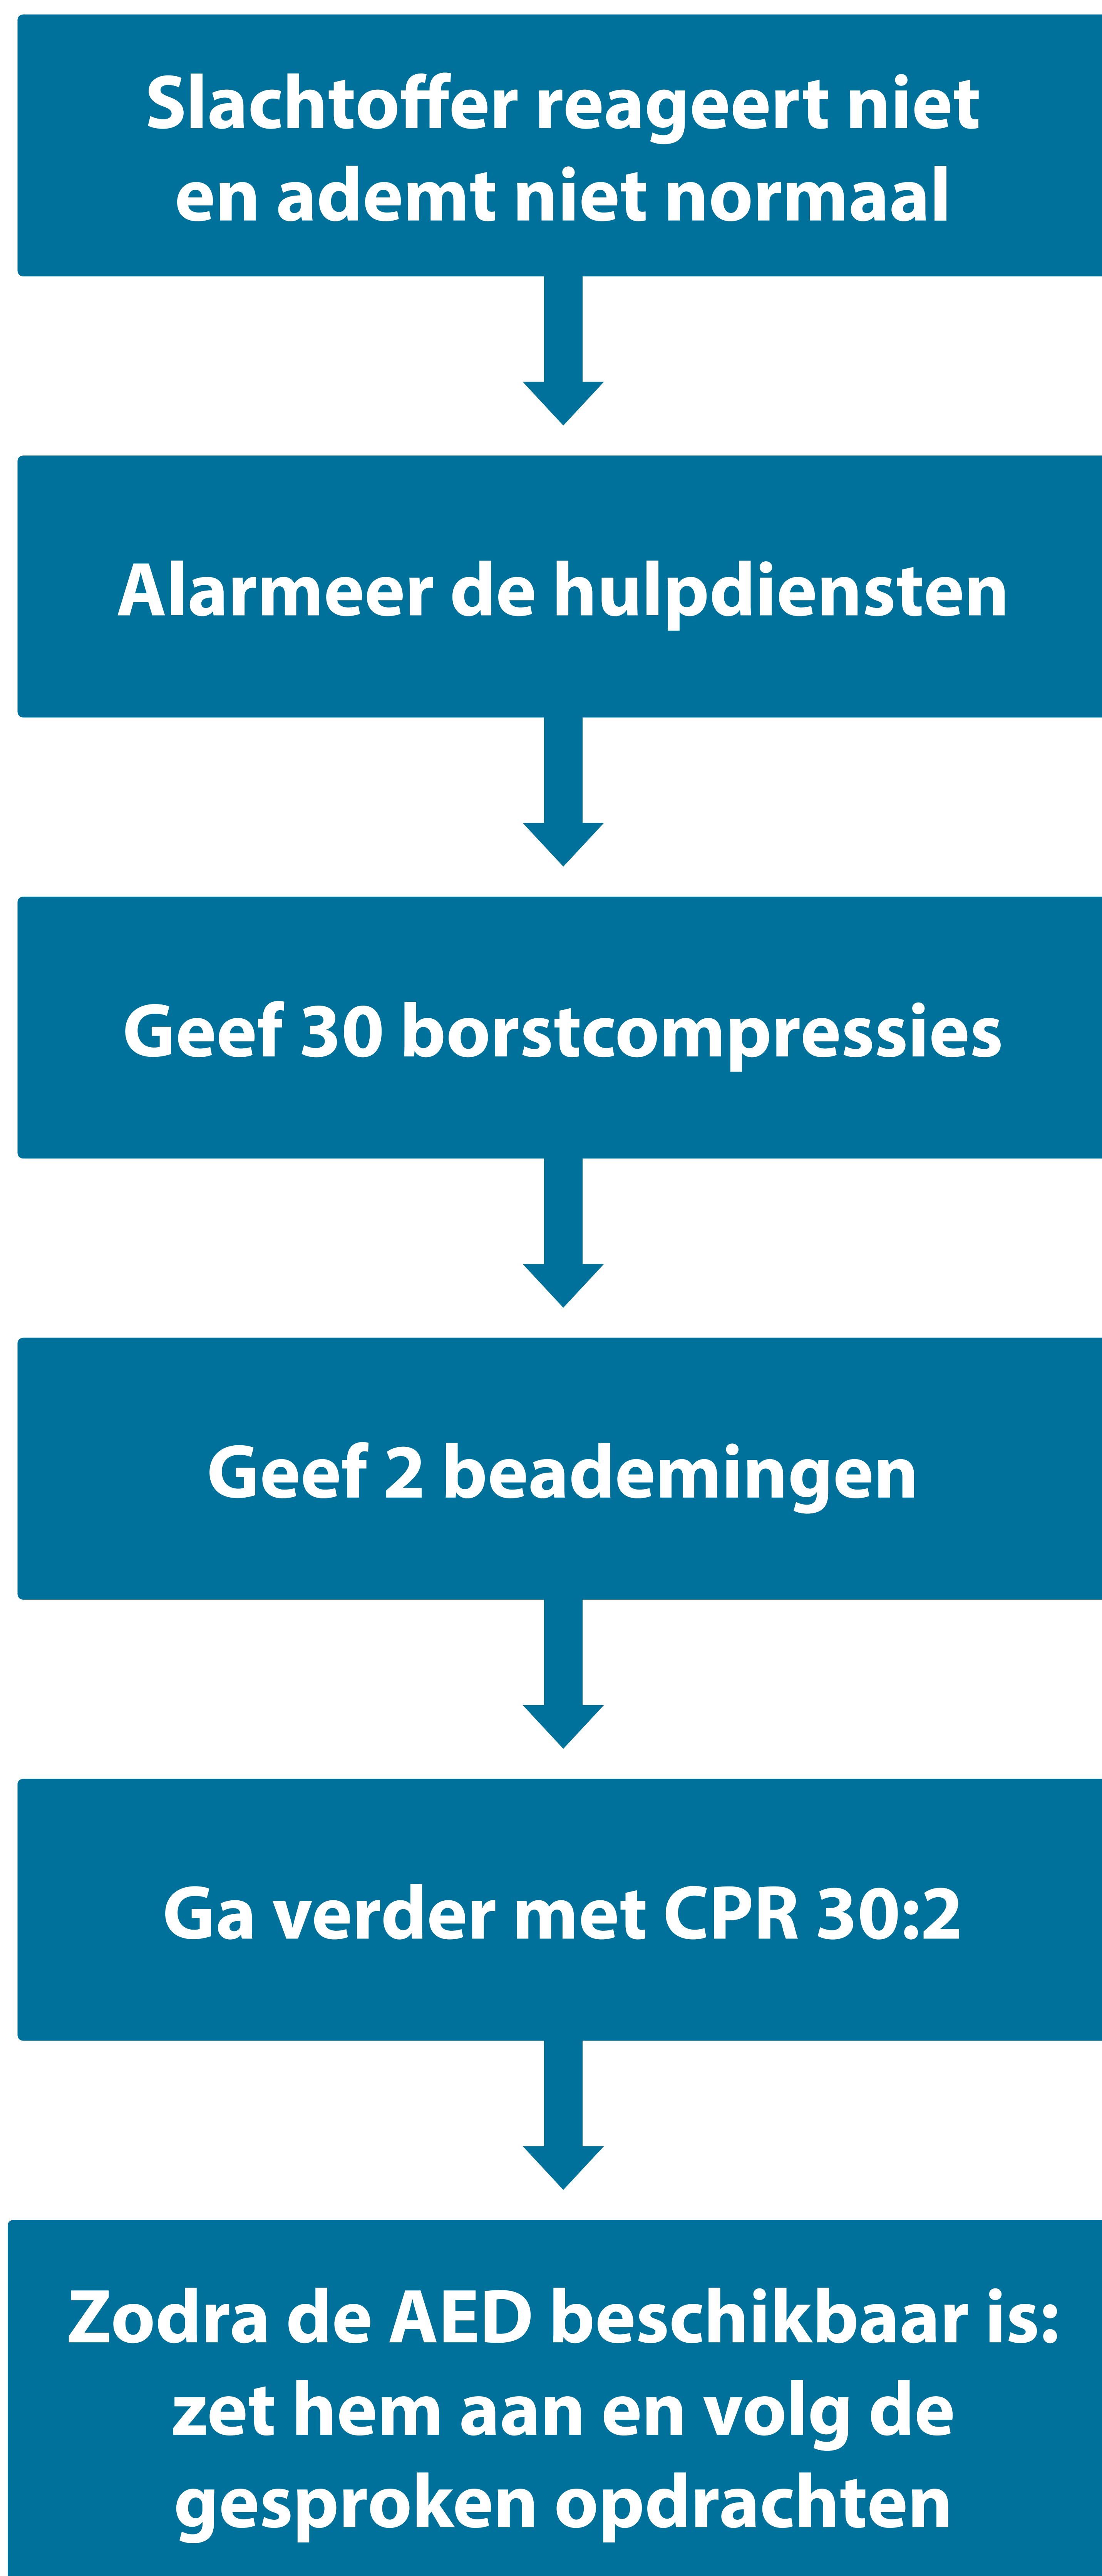 Slachtoffer reageert niet
en ademt niet normaal
Alarmeer de hulpdiensten
Geef 30 borstcompressies
Geef 2 beademingen
Ga verder met CPR 30:2
Zodra de AED beschikbaar is:
zet hem aan en volg de
gesproken opdrachten